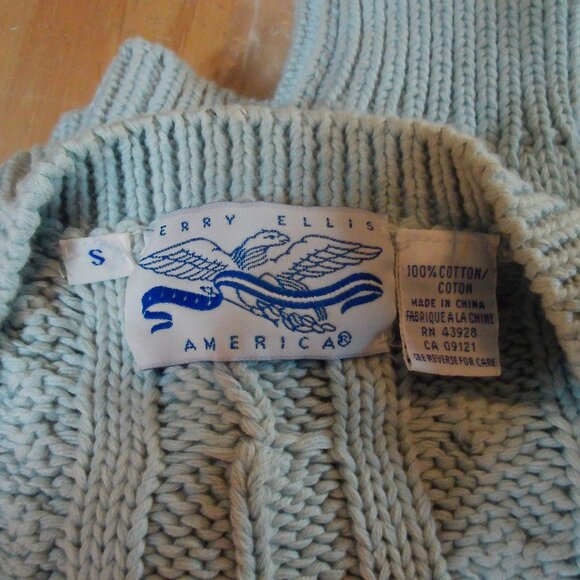 S
ERRY ELLIS
AMERICA®
100% COTTON/
COTON
MADE IN CHINA
FABRIQUE A LA CHINE
RN 43928
CA 09121
SEE REVERSE FOR CARE